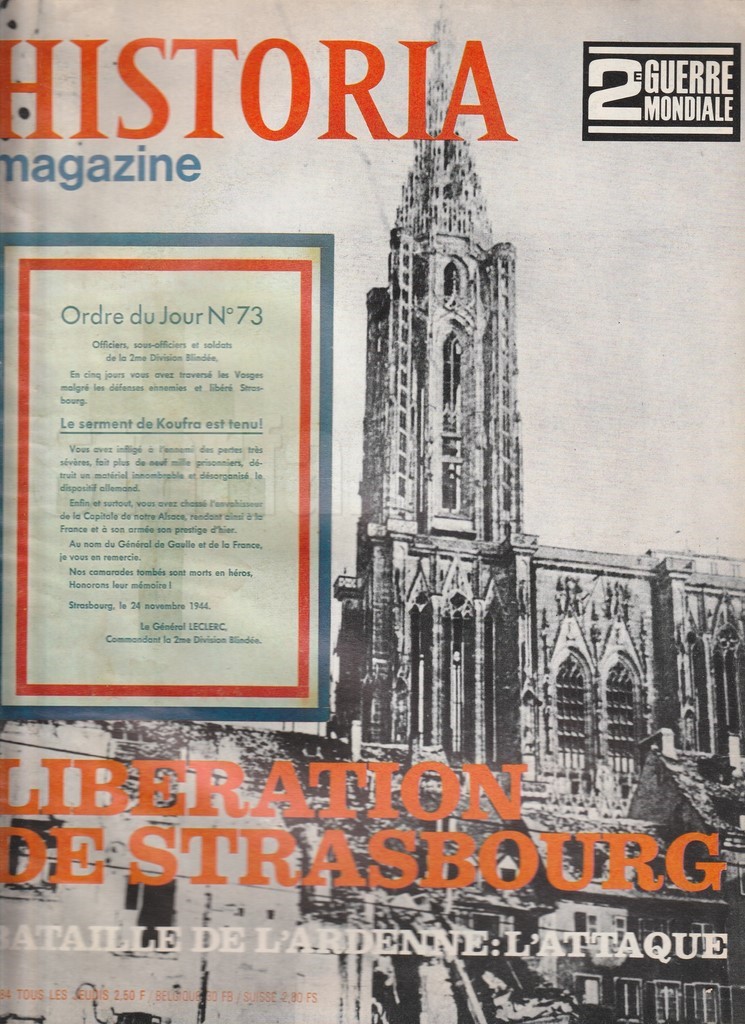 HISTORIA
magazine
2E GUERRE
MONDIALE
Ordre du Jour N° 73
Officiers, sous-officiers et soldats
de la 2me Division Blindée,
En cinq jours vous avez traversé les Vosges
malgré les défenses ennemies et libéré Stras-
bourg.
Le serment de Koufra est tenu!
Vous avez infligé à l'ennemi des pertes très
sévères, fait plus de neuf mille prisonniers, dé-
truit un matériel innombrable et désorganisé le
dispositif allemand.
Enfin et surtout, vous avez chassé l'envahisseur
de la Capitale de notre Alsace, rendant ainsi à la
France et à son armée son prestige d'hier.
Au nom du Général de Gaulle et de la France,
je vous en remercie.
Nos camarades tombés sont morts en héros,
Honorons leur mémoire!
Strasbourg, le 24 novembre 1944.
Le Général LECLERC,
Commandant la 2me Division Blindée.
LIBERATION
DE STRASBOURG
BATAILLE DE L'ARDENNE: L'ATTAQUE
84 TOUS LES JEUDIS 2,50 F / BELGIQUE 30 FB / SUISSE 2,80 FS